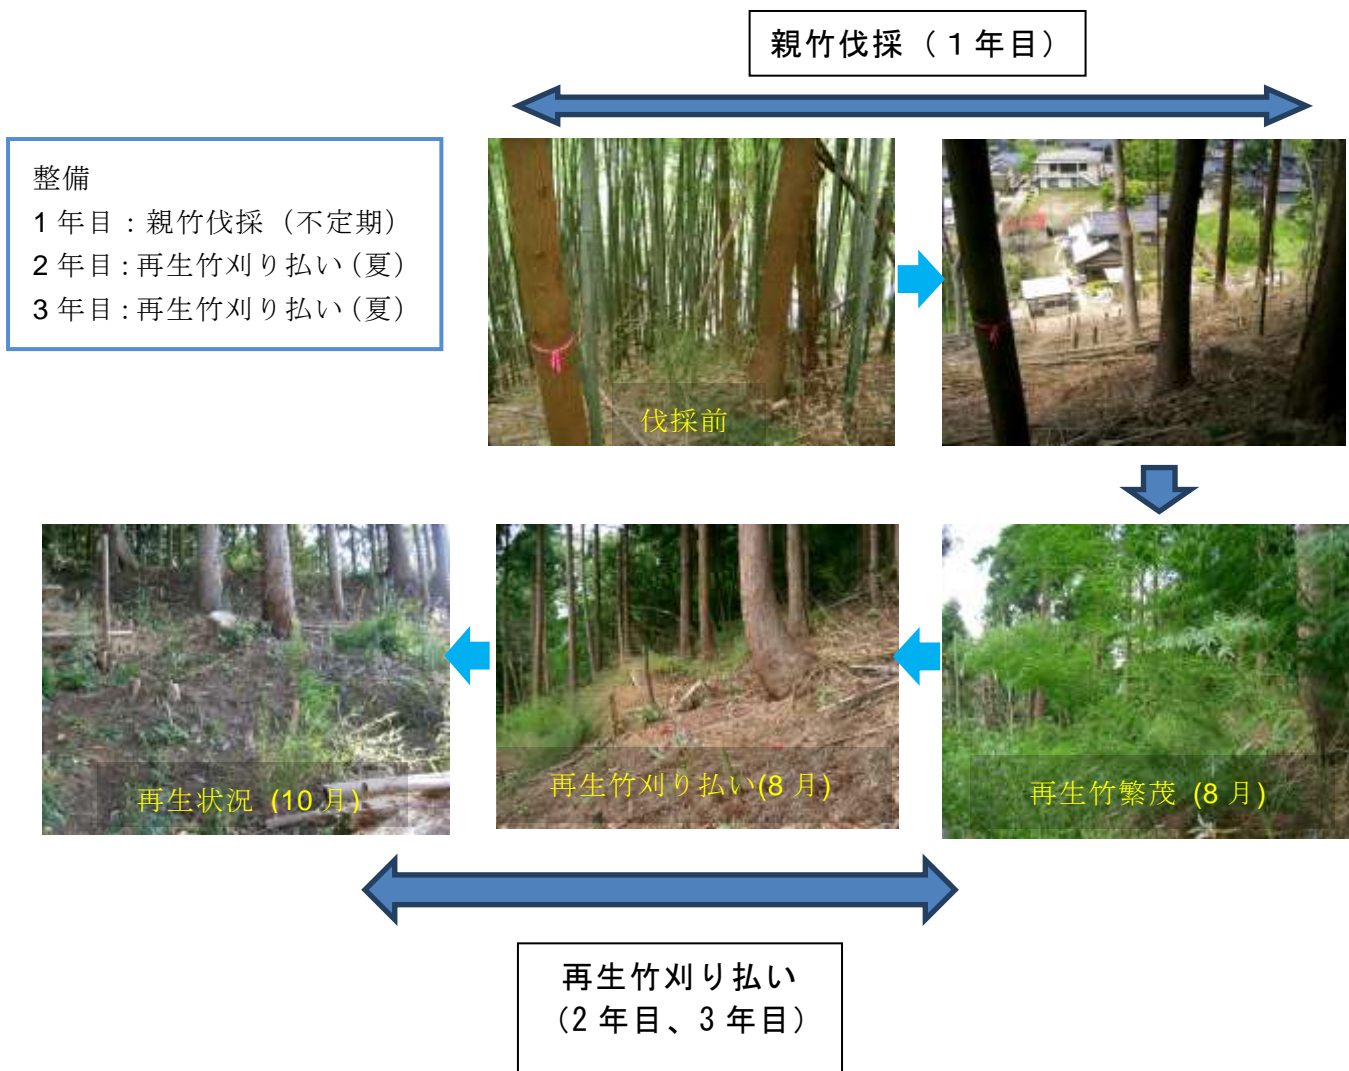 親竹伐採（１年目）
整備
1 年目：親竹伐採（不定期）
2 年目：再生竹刈り払い（夏）
3 年目：再生竹刈り払い（夏）
伐採前
再生状況 (10 月)
再生竹刈り払い(8 月)
再生竹繁茂 (8 月)
再生竹刈り払い
（2 年目、3 年目）